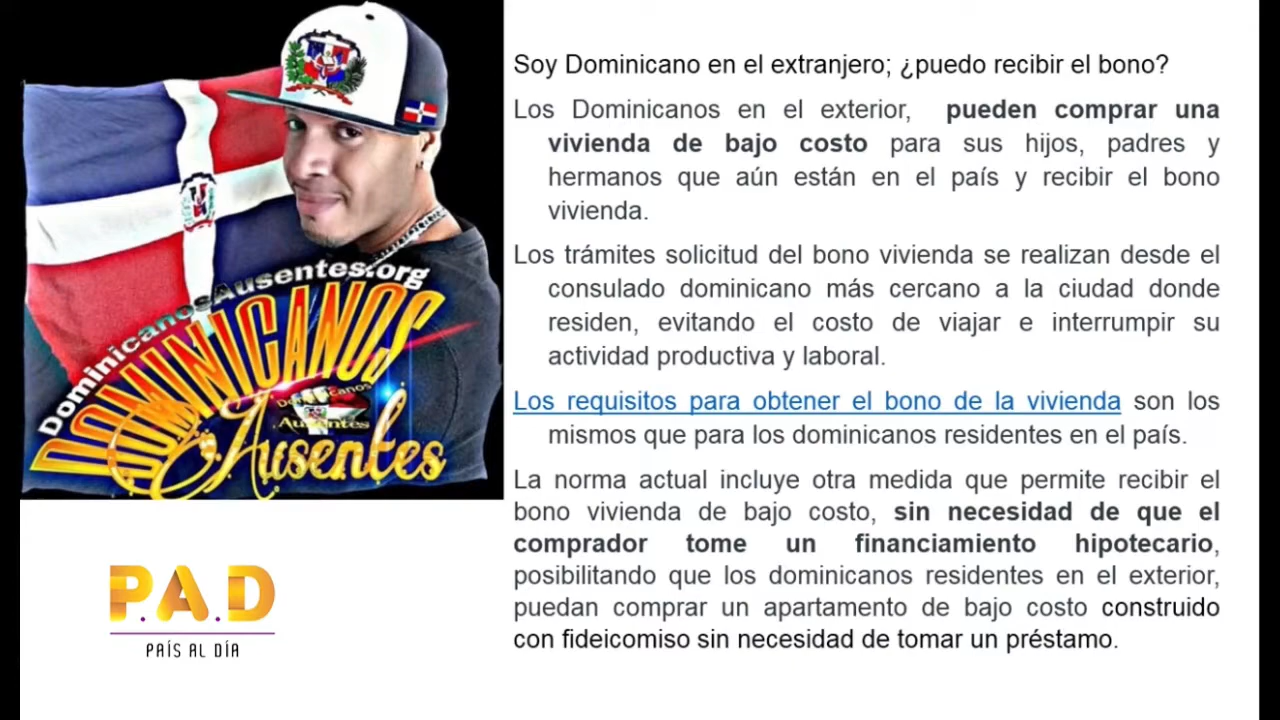 DominicanosAusentes.org
DOMINICANOS
Ausentes
Dominicanos
Ausentes
P.A.D
PAÍS AL DÍA
Soy Dominicano en el extranjero; ¿puedo recibir el bono?
Los Dominicanos en el exterior, pueden comprar una
vivienda de bajo costo para sus hijos, padres y
hermanos que aún están en el país y recibir el bono
vivienda.
Los trámites solicitud del bono vivienda se realizan desde el
consulado dominicano más cercano a la ciudad donde
residen, evitando el costo de viajar e interrumpir su
actividad productiva y laboral.
Los requisitos para obtener el bono de la vivienda son los
mismos que para los dominicanos residentes en el país.
La norma actual incluye otra medida que permite recibir el
bono vivienda de bajo costo, sin necesidad de que el
comprador tome un financiamiento hipotecario,
posibilitando que los dominicanos residentes en el exterior,
puedan comprar un apartamento de bajo costo construido
con fideicomiso sin necesidad de tomar un préstamo.